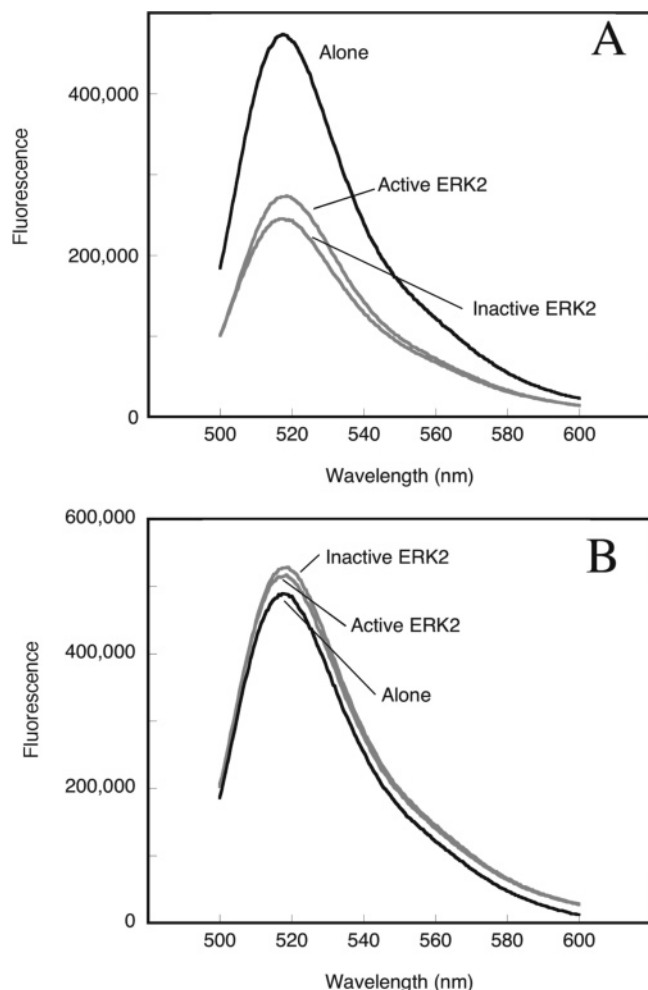 A
Alone
400,000
Fluorescence
Active ERK2
200,000
Inactive ERK2
0
500 520 540 560 580 600
Wavelength (nm)
600,000
B
Inactive ERK2
Active ERK2
400,000
Alone
Fluorescence
200,000
0
500 520 540 560 580 600
Wavelength (nm)